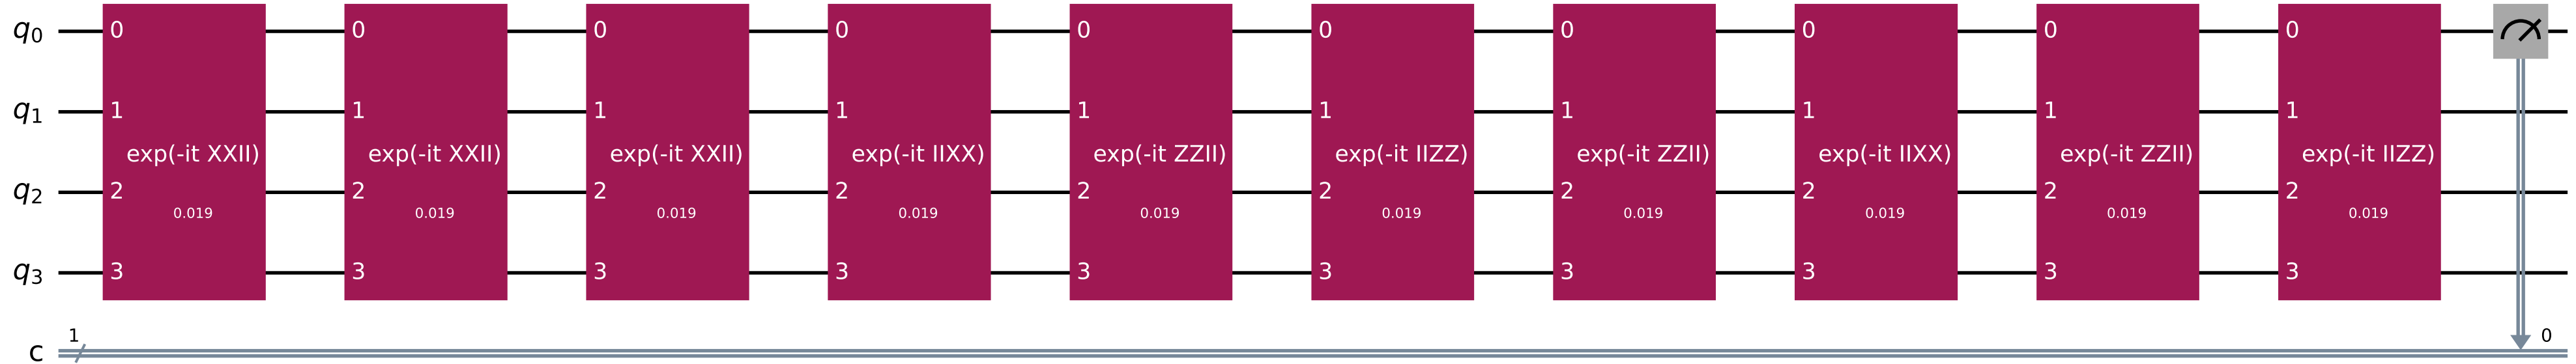 q0 0 0 0 0 0 0 0 0 0 0
q1 1 1 1 1 1 1 1 1 1 1
exp(-it XXII) exp(-it XXII) exp(-it XXII) exp(-it IIXX) exp(-it ZZII) exp(-it IIZZ) exp(-it ZZII) exp(-it IIXX) exp(-it ZZII) exp(-it IIZZ)
q2 2 2 2 2 2 2 2 2 2 2
0.019 0.019 0.019 0.019 0.019 0.019 0.019 0.019 0.019 0.019
q3 3 3 3 3 3 3 3 3 3 3
1 0
c